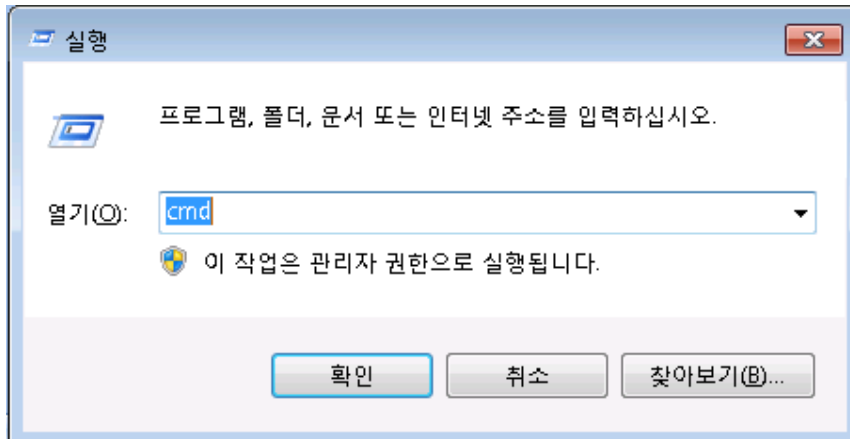 실행
프로그램, 폴더, 문서 또는 인터넷 주소를 입력하십시오.
열기(O): cmd
이 작업은 관리자 권한으로 실행됩니다.
확인 취소 찾아보기(B)...